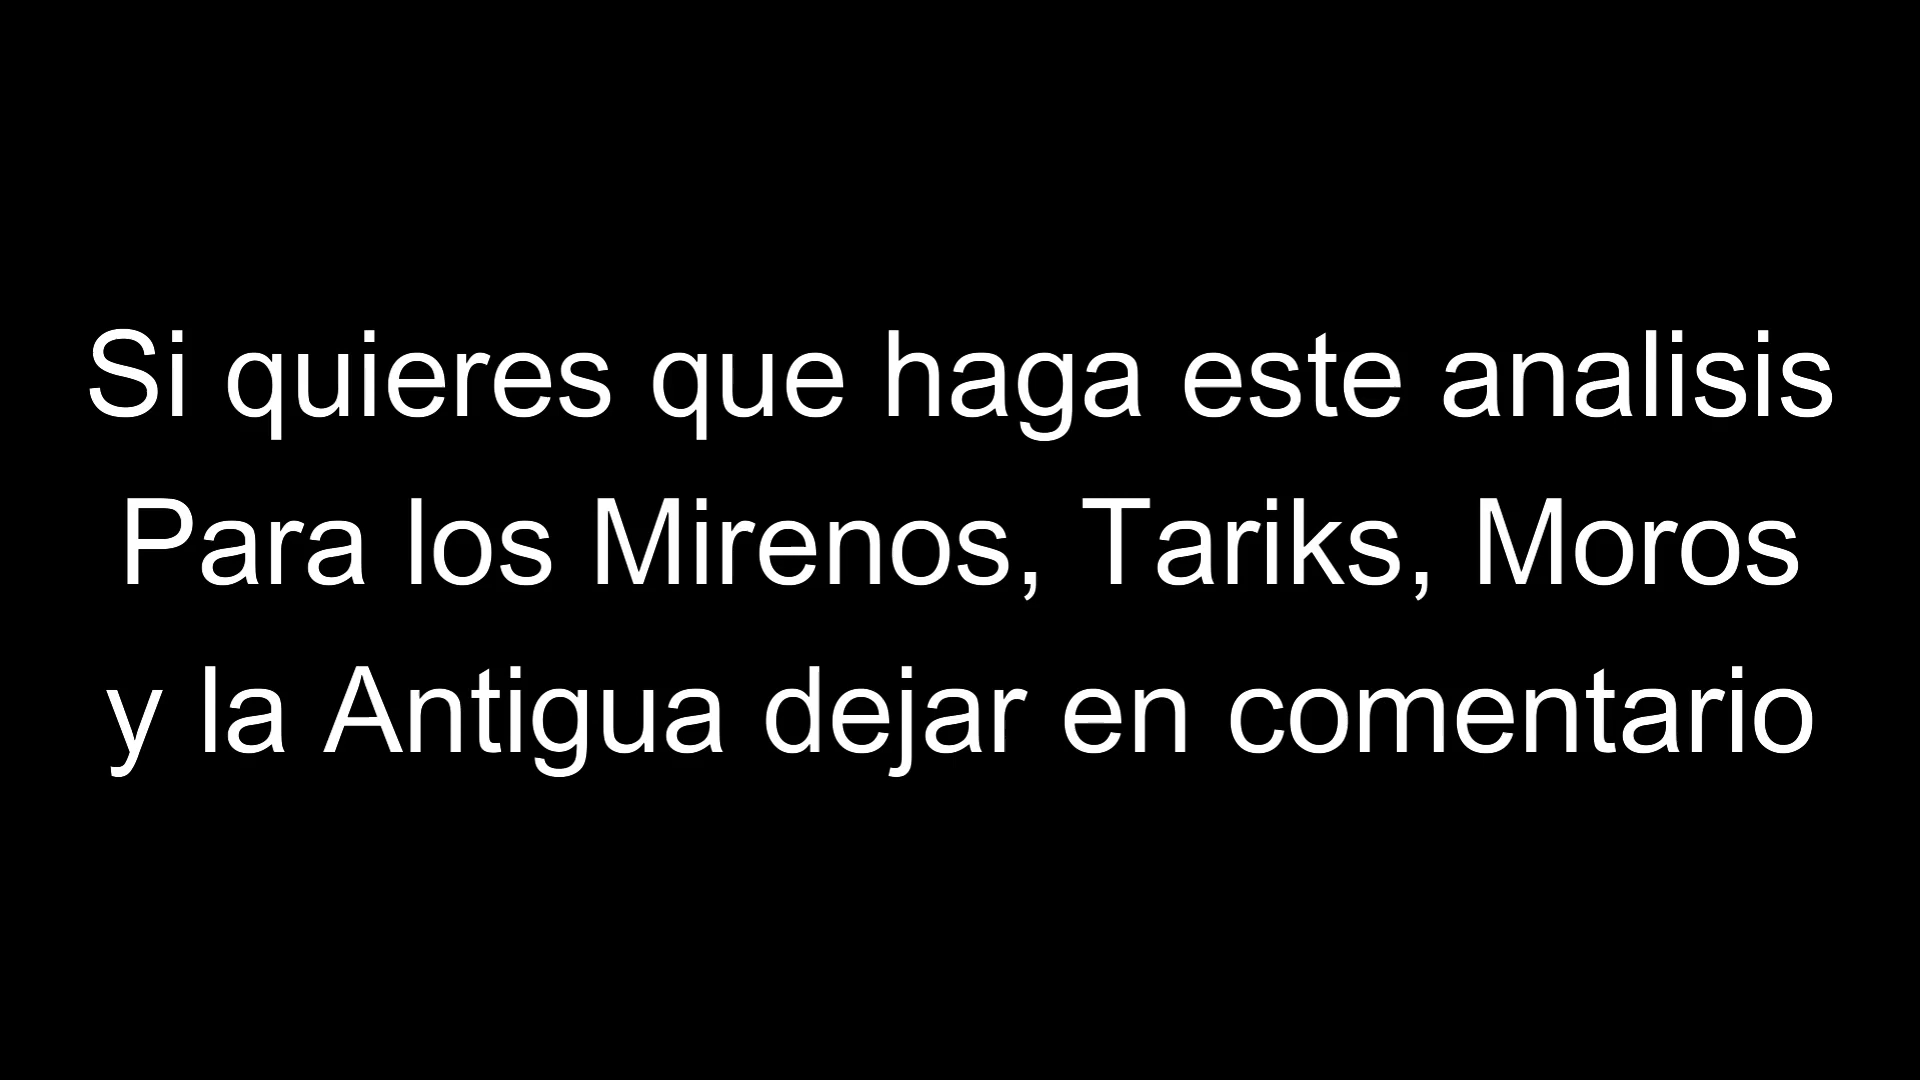 Si quieres que haga este analisis
Para los Mirenos, Tariks, Moros
y la Antigua dejar en comentario